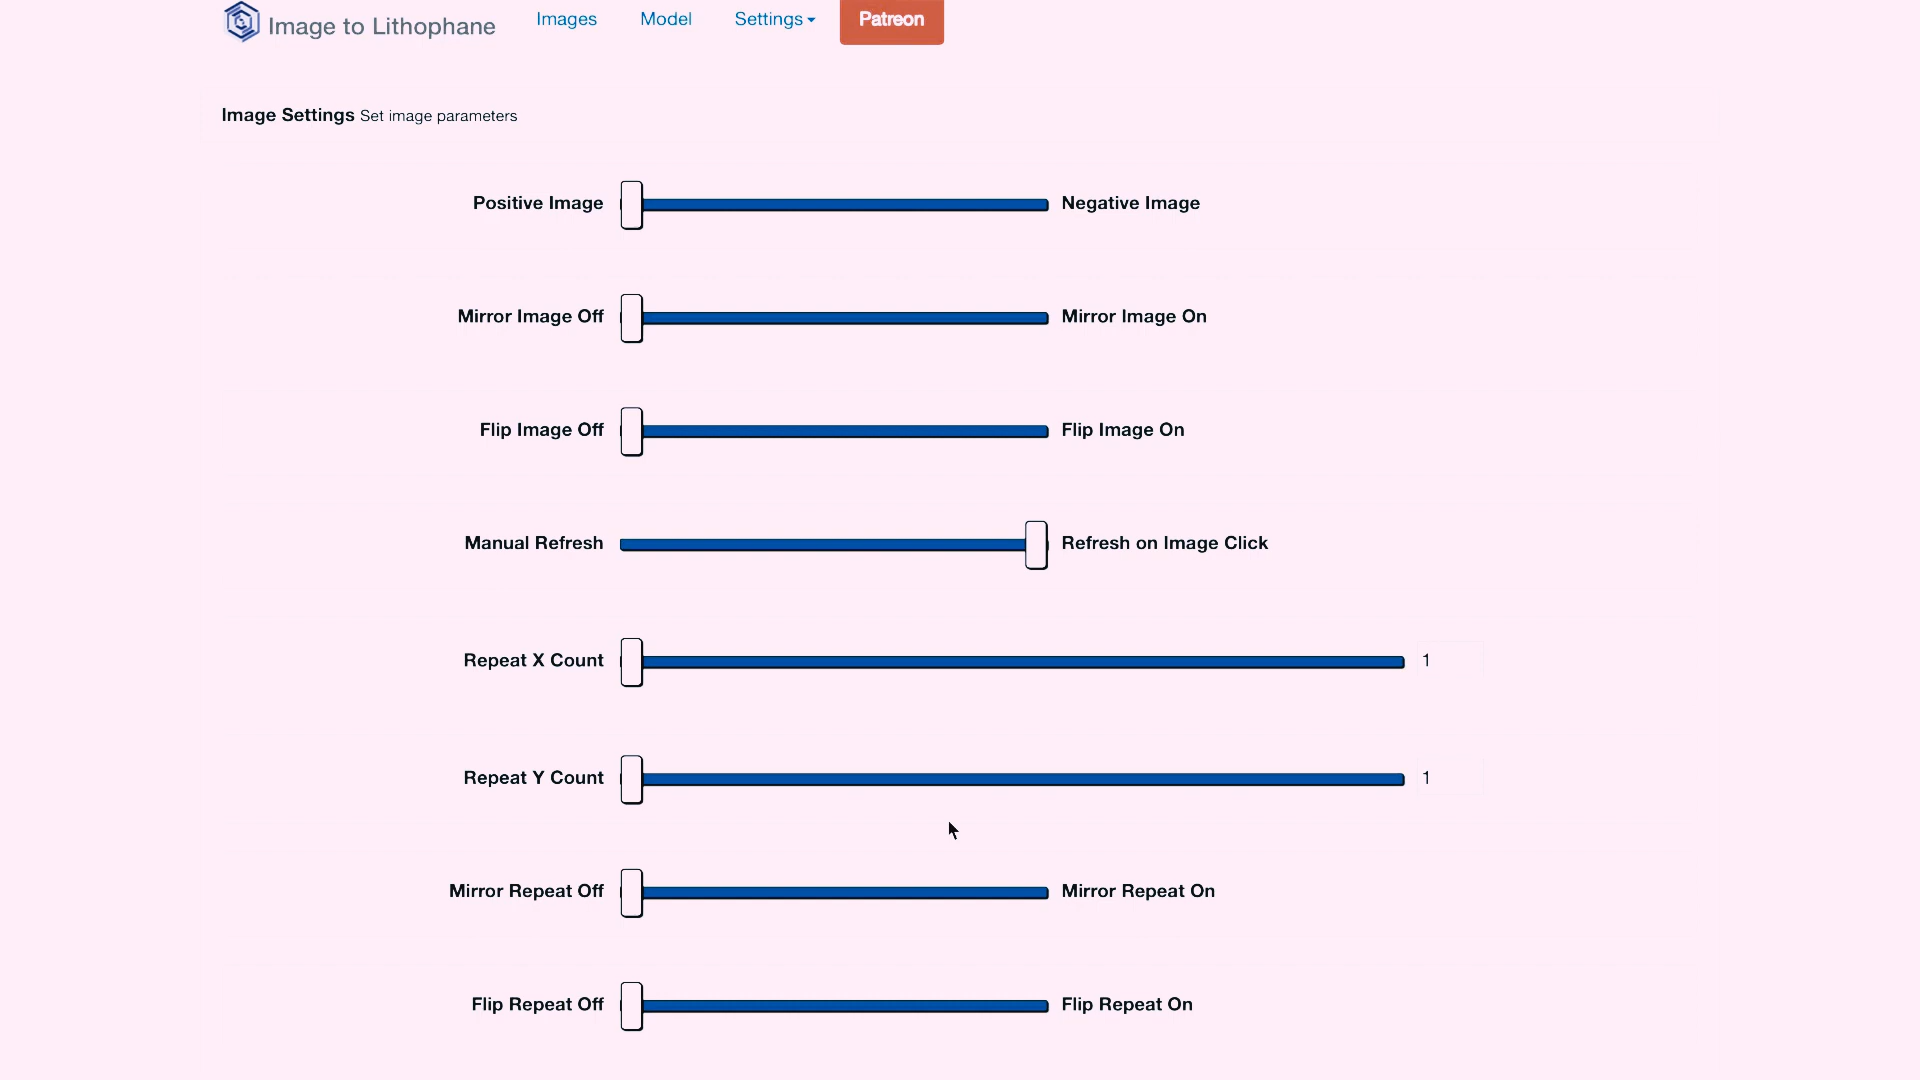 Image to Lithophane Images Model Settings Patreon
Image Settings Set image parameters
Positive Image Negative Image
Mirror Image Off Mirror Image On
Flip Image Off Flip Image On
Manual Refresh Refresh on Image Click
Repeat X Count 1
Repeat Y Count 1
Mirror Repeat Off Mirror Repeat On
Flip Repeat Off Flip Repeat On